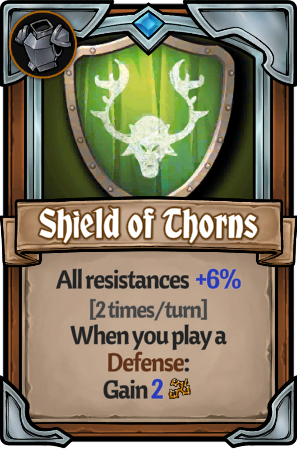 Shield of Thorns
All resistances +6%
[2 times/turn]
When you play a
Defense:
Gain 2